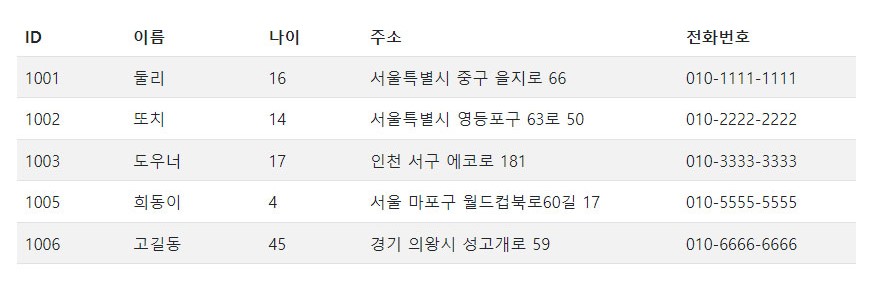 ID 이름 나이 주소 전화번호
1001 둘리 16 서울특별시 중구 을지로 66 010-1111-1111
1002 또치 14 서울특별시 영등포구 63로 50 010-2222-2222
1003 도우너 17 인천 서구 에코로 181 010-3333-3333
1005 희동이 4 서울 마포구 월드컵북로60길 17 010-5555-5555
1006 고길동 45 경기 의왕시 성고개로 59 010-6666-6666